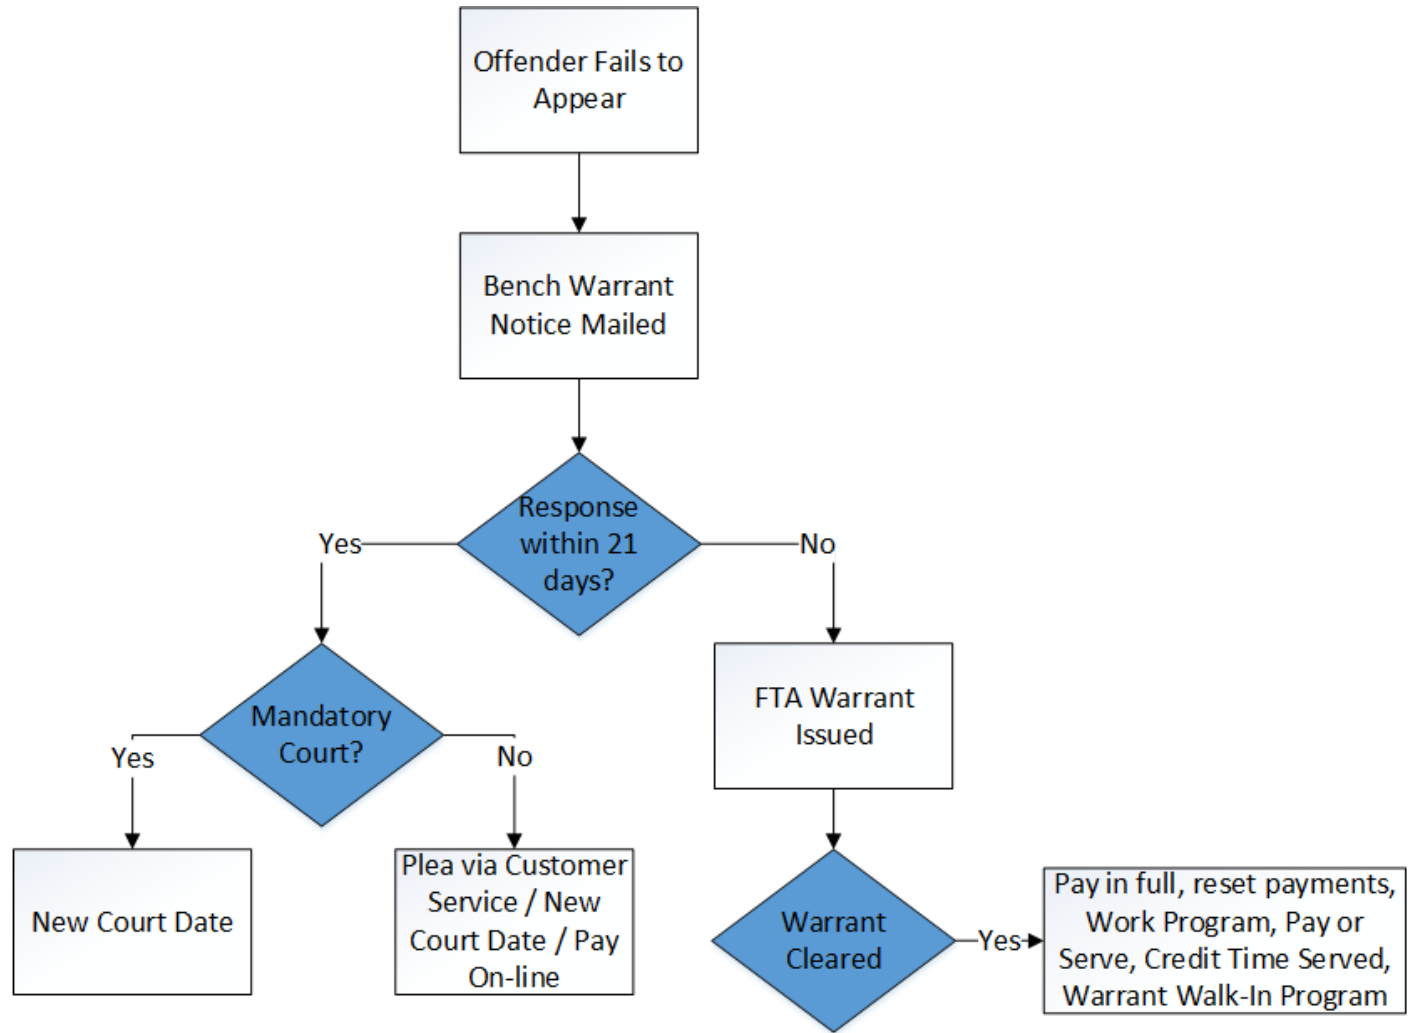 Offender Fails to
Appear
Bench Warrant
Notice Mailed
Response
within 21
days?
Yes
No
Mandatory
Court?
Yes
No
FTA Warrant
Issued
New Court Date
Plea via Customer
Service / New
Court Date / Pay
On-line
Warrant
Cleared
Yes
Pay in full, reset payments,
Work Program, Pay or
Serve, Credit Time Served,
Warrant Walk-In Program